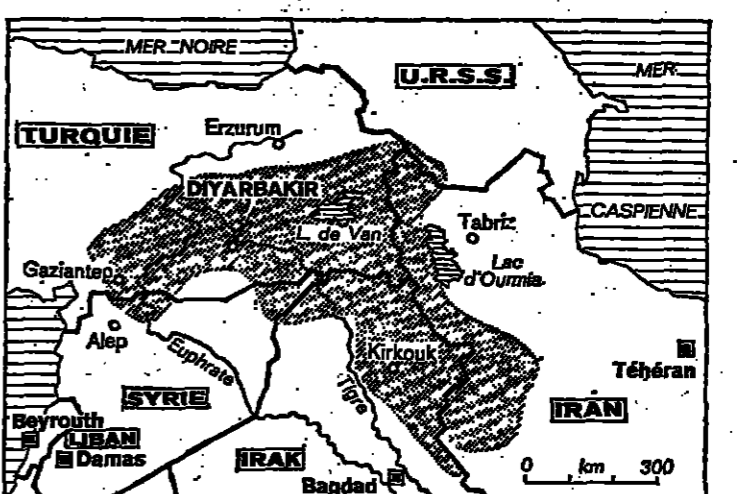 MER NOIRE
U.R.S.S.
MER
CASPIENNE
TURQUIE
Erzurum
DIYARBAKIR
L. de Van
Tabriz
Lac
d'Ourmia
Gaziantep
Alep
Euphrate
Kirkouk
Tigre
Téhéran
SYRIE
IRAN
Beyrouth
LIBAN
Damas
IRAK
Bagdad
0 km 300